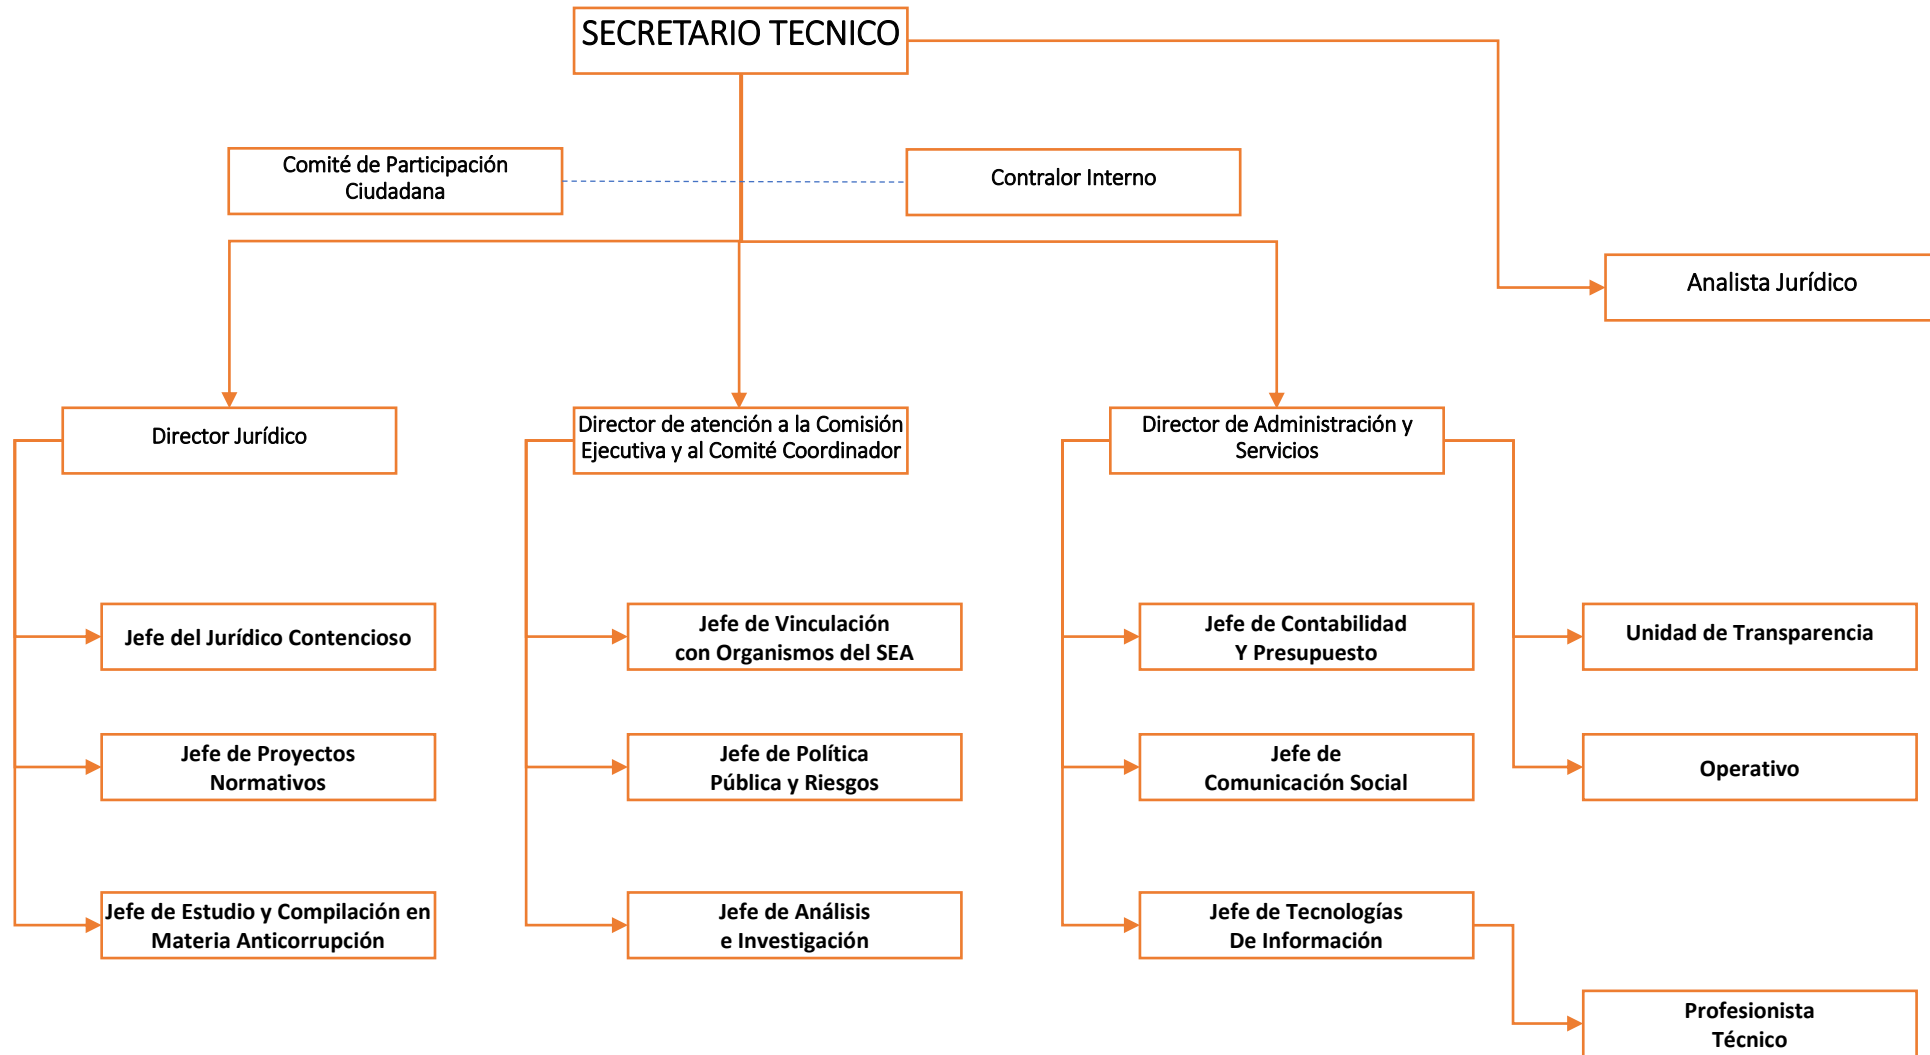 SECRETARIO TECNICO
Comité de Participación
Ciudadana
Contralor Interno
Analista Jurídico
Director Jurídico
Director de atención a la Comisión
Ejecutiva y al Comité Coordinador
Director de Administración y
Servicios
Jefe del Jurídico Contencioso
Jefe de Vinculación
con Organismos del SEA
Jefe de Contabilidad
Y Presupuesto
Unidad de Transparencia
Jefe de Proyectos
Normativos
Jefe de Política
Pública y Riesgos
Jefe de
Comunicación Social
Operativo
Jefe de Estudio y Compilación en
Materia Anticorrupción
Jefe de Análisis
e Investigación
Jefe de Tecnologías
De Información
Profesionista
Técnico